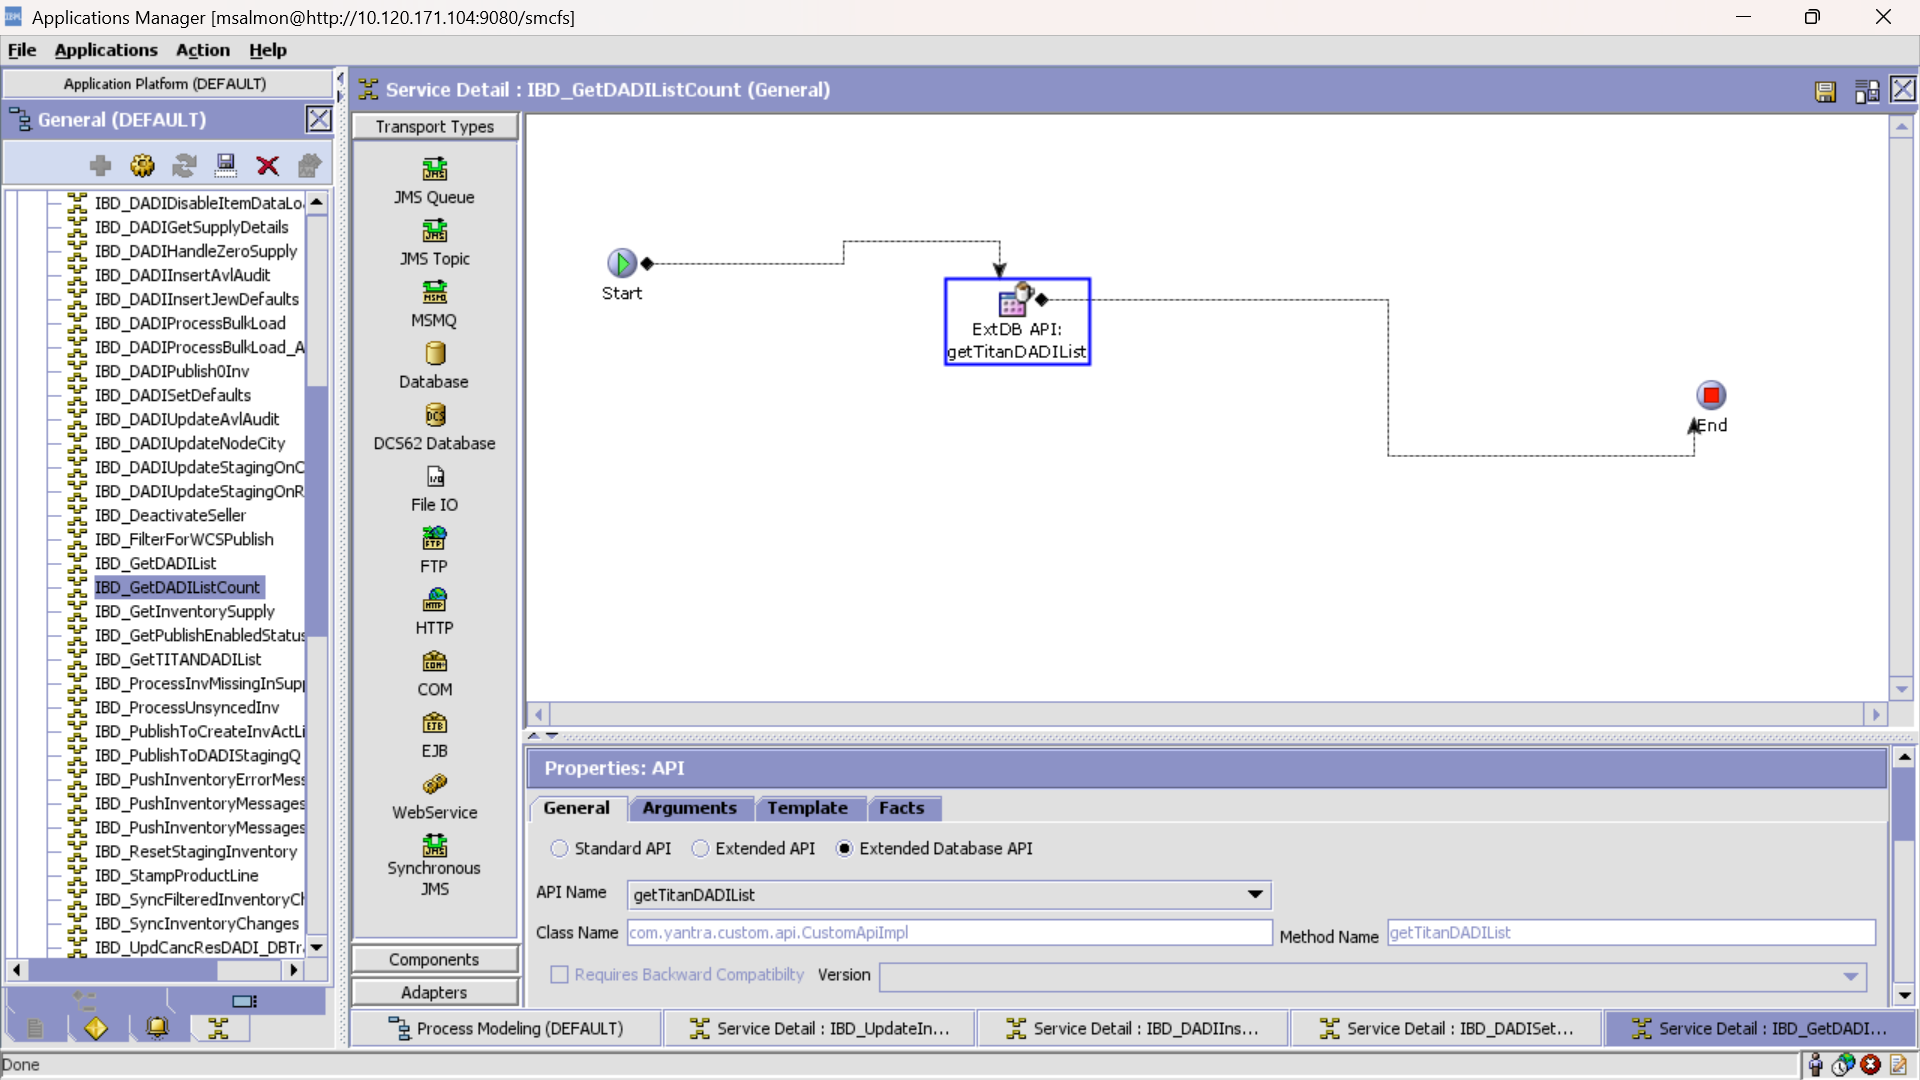 Applications Manager [msalmon@http://10.120.171.104:9080/smcfs]
File Applications Action Help
Application Platform (DEFAULT)
General (DEFAULT)
IBD_DADIDisableItemDataLo
IBD_DADIGetSupplyDetails
IBD_DADIHandleZeroSupply
IBD_DADIInsertAvlAudit
IBD_DADIInsertJewDefaults
IBD_DADIProcessBulkLoad
IBD_DADIProcessBulkLoad_A
IBD_DADIPublish0Inv
IBD_DADISetDefaults
IBD_DADIUpdateAvlAudit
IBD_DADIUpdateNodeCity
IBD_DADIUpdateStagingOnC
IBD_DADIUpdateStagingOnR
IBD_DeactivateSeller
IBD_FilterForWCSPublish
IBD_GetDADIList
IBD_GetDADIListCount
IBD_GetInventorySupply
IBD_GetPublishEnabledStatus
IBD_GetTITANDADIList
IBD_ProcessInvMissingInSupp
IBD_ProcessUnsyncedInv
IBD_PublishToCreateInvActLi
IBD_PublishToDADIStagingQ
IBD_PushInventoryErrorMess
IBD_PushInventoryMessages
IBD_PushInventoryMessages
IBD_ResetStagingInventory
IBD_StampProductLine
IBD_SyncFilteredInventoryCh
IBD_SyncInventoryChanges
IBD_UpdCancResDADI_DBTr
Service Detail : IBD_GetDADIListCount (General)
Transport Types
JMS Queue
JMS Topic
MSMQ
Database
DCS62 Database
File IO
FTP
HTTP
COM
EJB
WebService
Synchronous
JMS
Components
Adapters
Start
ExtDB API:
getTitanDADIList
End
Properties: API
General Arguments Template Facts
Standard API Extended API Extended Database API
API Name getTitanDADIList
Class Name com.yantra.custom.api.CustomApiImpl Method Name getTitanDADIList
Requires Backward Compatibilty Version
Process Modeling (DEFAULT) Service Detail : IBD_UpdateIn... Service Detail : IBD_DADIIns... Service Detail : IBD_DADISet... Service Detail : IBD_GetDADI...
Done